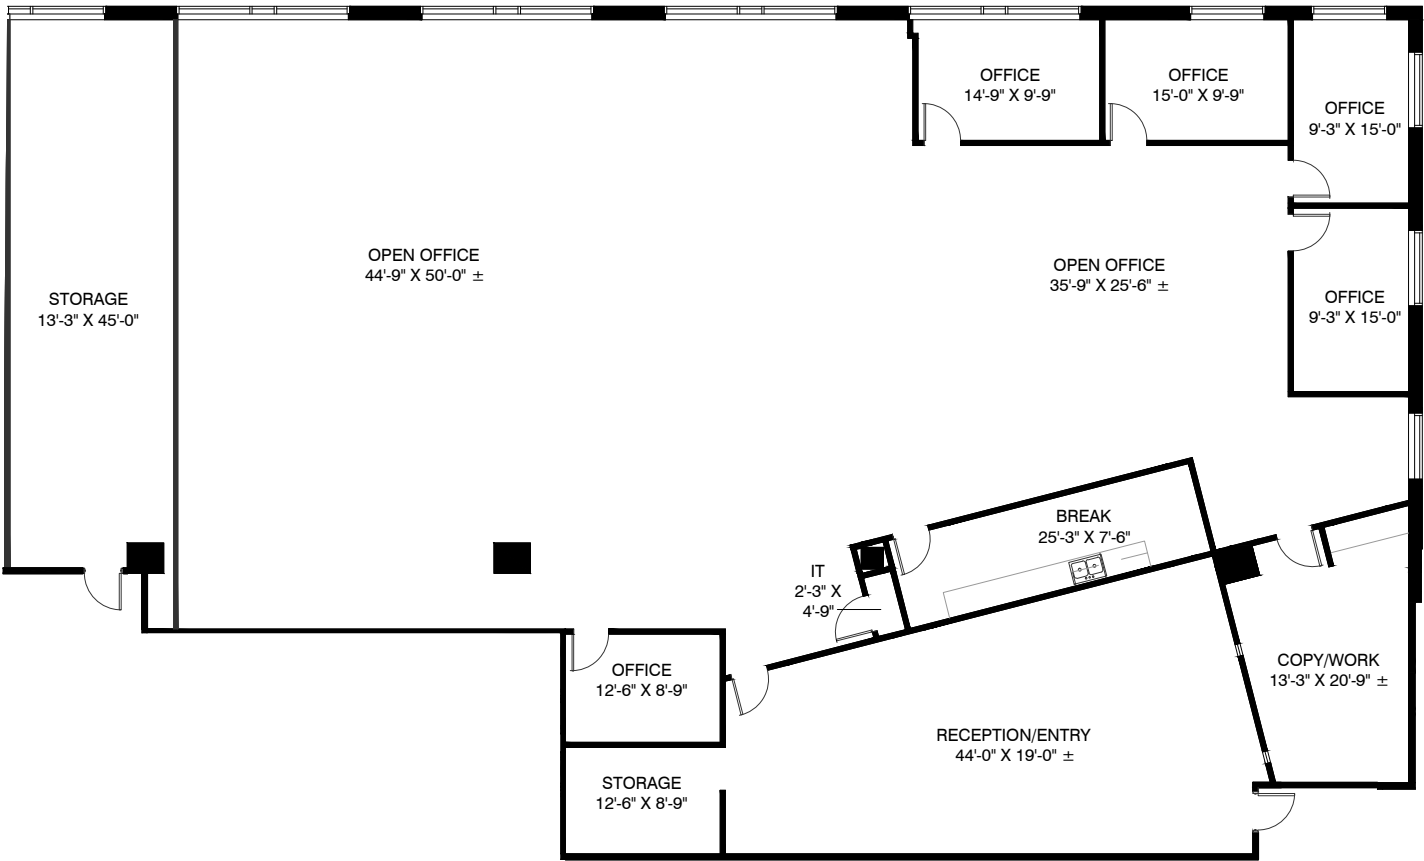 OFFICE
14'-9" X 9'-9"
OFFICE
15'-0" X 9'-9"
OFFICE
9'-3" X 15'-0"
OPEN OFFICE
44'-9" X 50'-0" ±
OPEN OFFICE
35'-9" X 25'-6" ±
STORAGE
13'-3" X 45'-0"
OFFICE
9'-3" X 15'-0"
BREAK
25'-3" X 7'-6"
IT
2'-3" X
4'-9"
OFFICE
12'-6" X 8'-9"
COPY/WORK
13'-3" X 20'-9" ±
RECEPTION/ENTRY
44'-0" X 19'-0" ±
STORAGE
12'-6" X 8'-9"